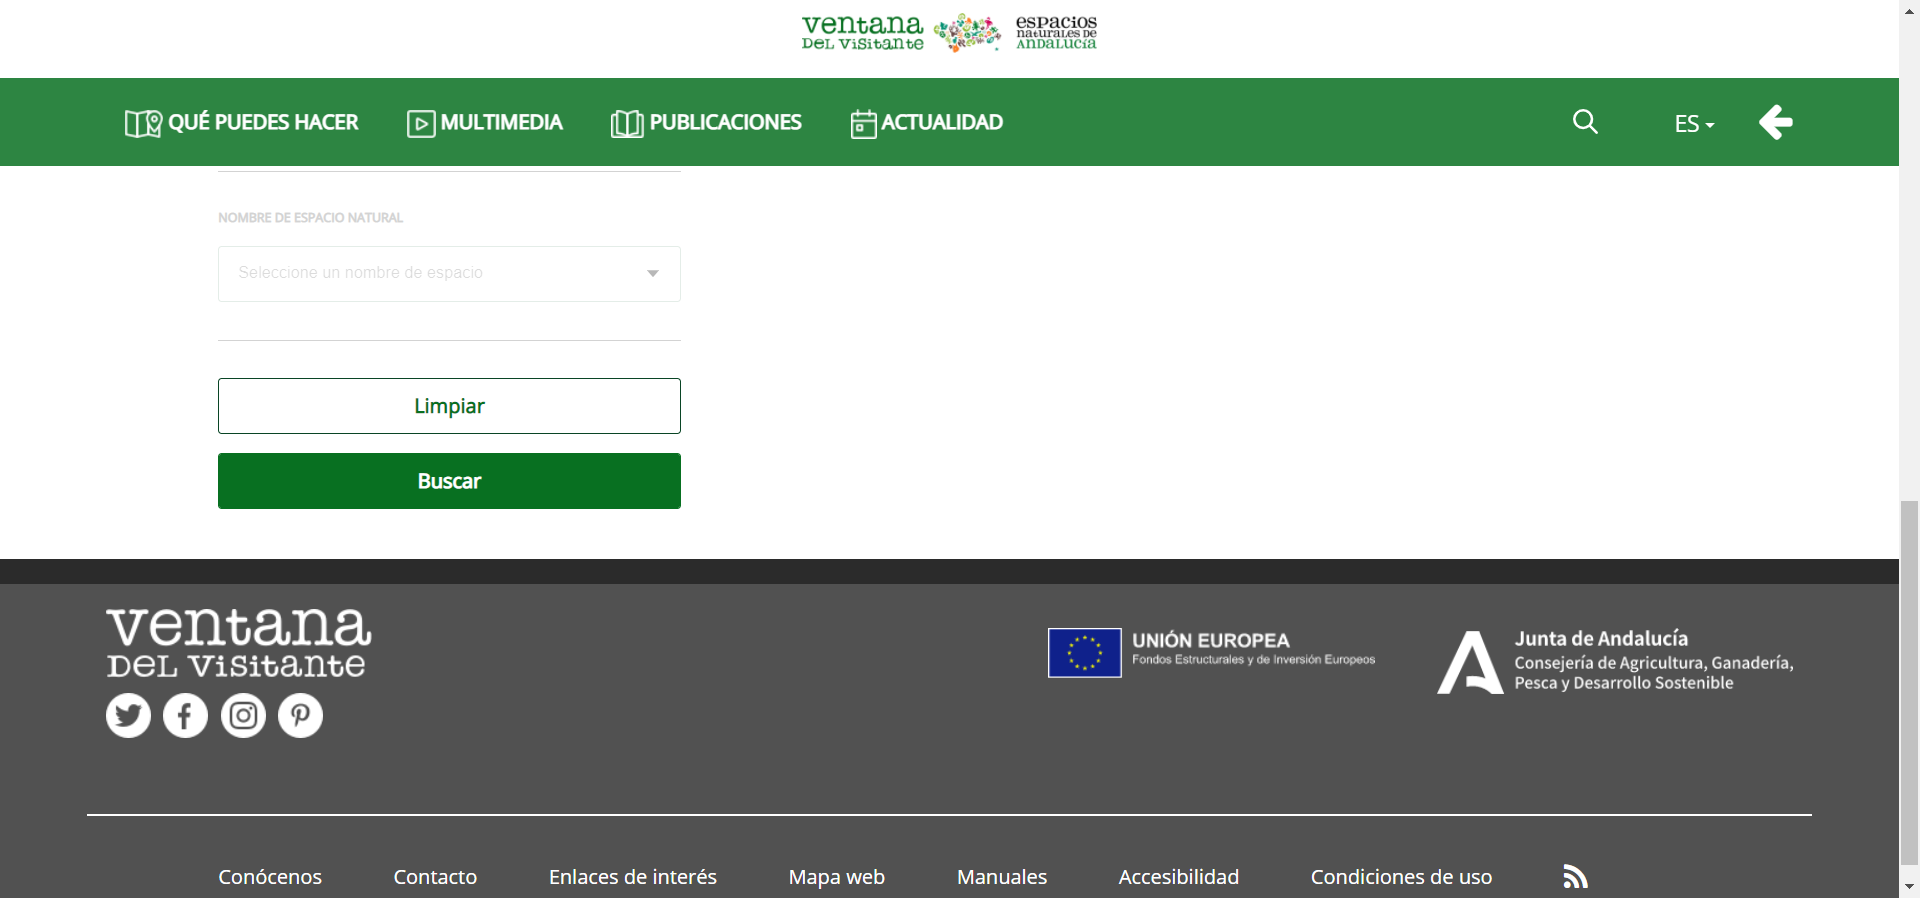 ventana
DEL Visitante
espacios
naturales de
ANDALUCÍA
QUÉ PUEDES HACER
MULTIMEDIA
PUBLICACIONES
ACTUALIDAD
ES
NOMBRE DE ESPACIO NATURAL
Seleccione un nombre de espacio
Limpiar
Buscar
ventana
DEL Visitante
UNIÓN EUROPEA
Fondos Estructurales y de Inversión Europeos
Junta de Andalucía
Consejería de Agricultura, Ganadería,
Pesca y Desarrollo Sostenible
Conócenos
Contacto
Enlaces de interés
Mapa web
Manuales
Accesibilidad
Condiciones de uso